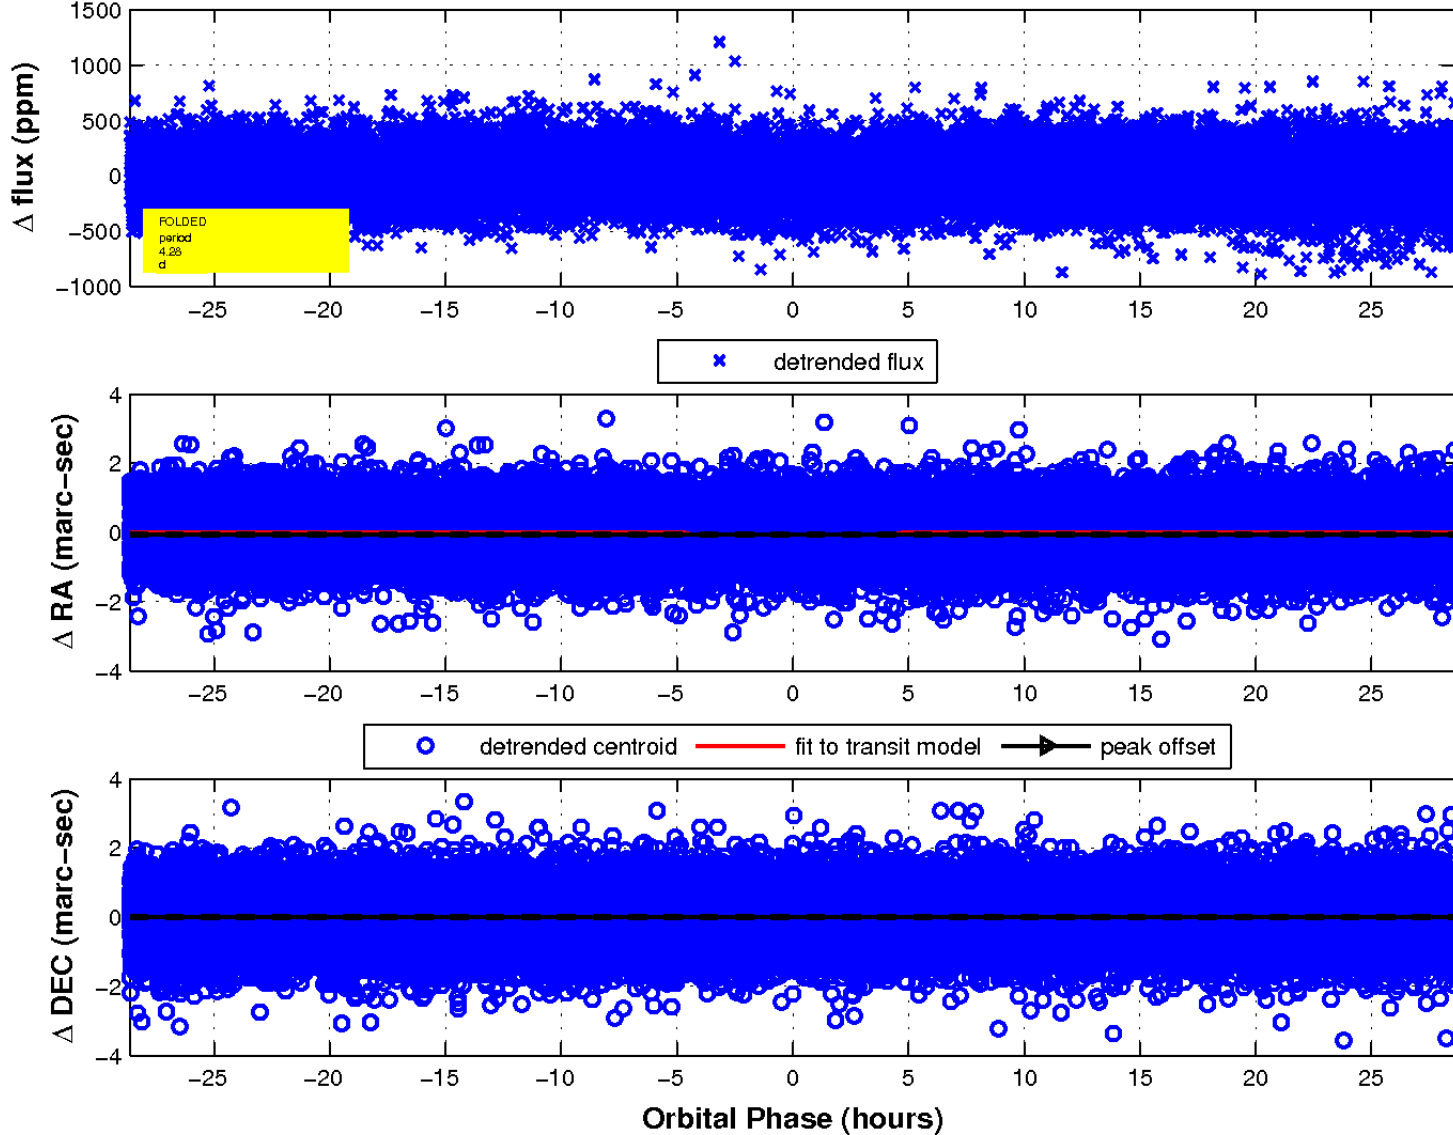 1500
1000
500
0
−500
−1000
Δ flux (ppm)
FOLDED
period
4.28
d
−25 −20 −15 −10 −5 0 5 10 15 20 25
detrended flux
4
2
0
−2
−4
Δ RA (marc−sec)
−25 −20 −15 −10 −5 0 5 10 15 20 25
detrended centroid fit to transit model peak offset
4
2
0
−2
−4
Δ DEC (marc−sec)
−25 −20 −15 −10 −5 0 5 10 15 20 25
Orbital Phase (hours)